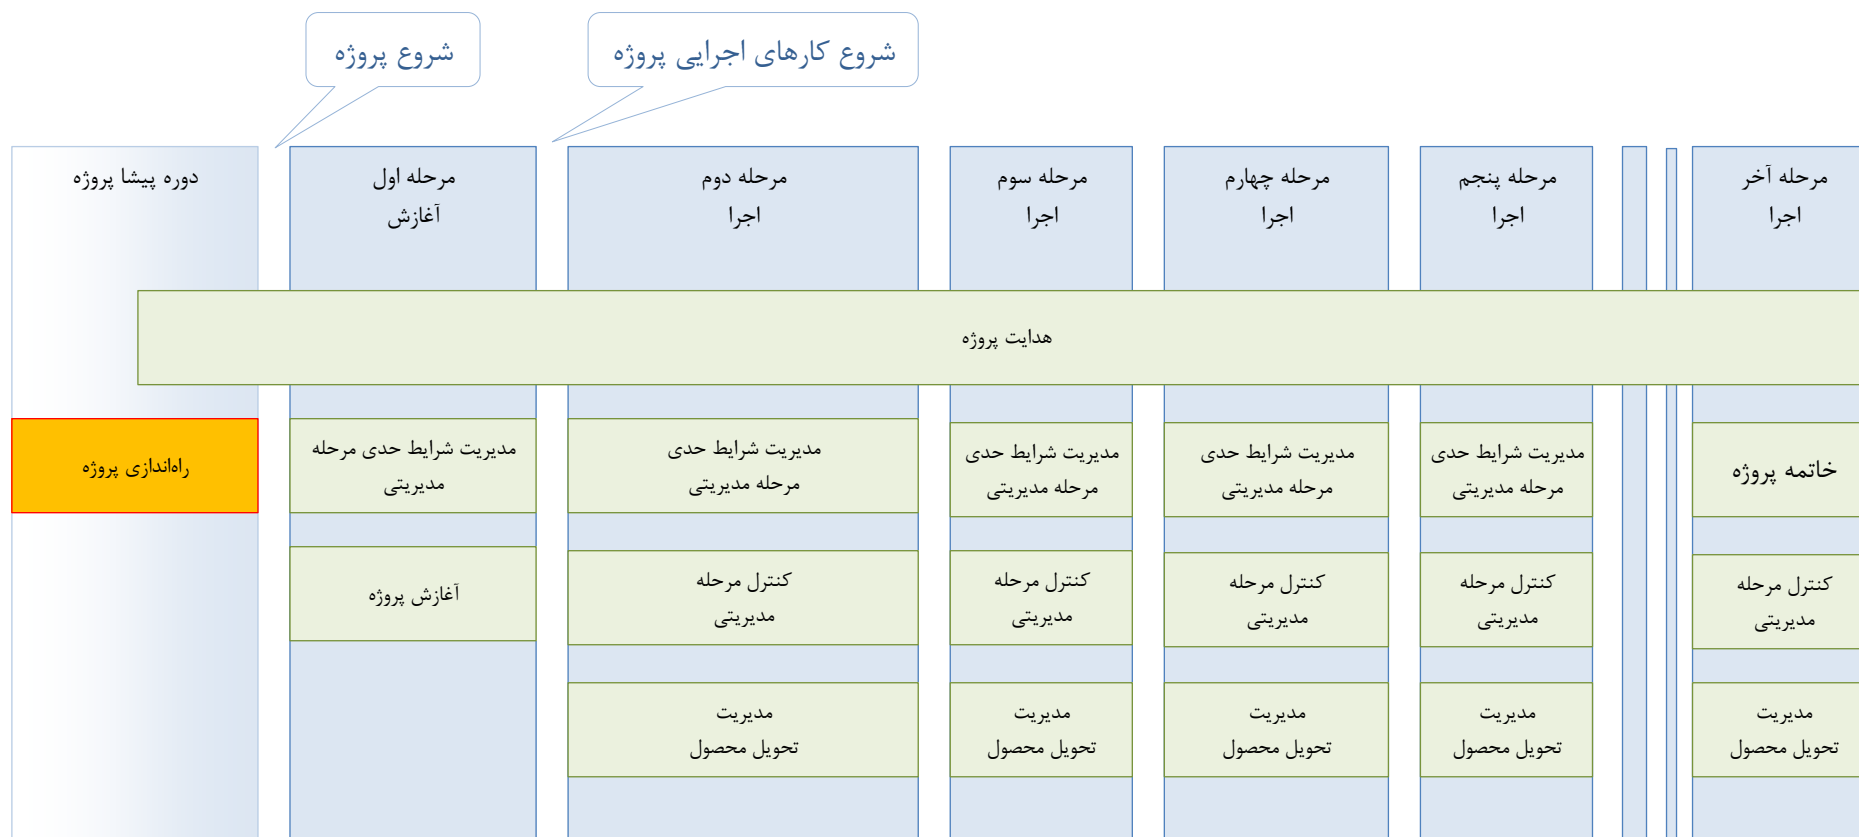 شروع پروژه
شروع کارهای اجرایی پروژه
دوره پیشا پروژه
مرحله اول
آغازش
مرحله دوم
اجرا
مرحله سوم
اجرا
مرحله چهارم
اجرا
مرحله پنجم
اجرا
مرحله آخر
اجرا
هدایت پروژه
راه‌اندازی پروژه
مدیریت شرایط حدی مرحله
مدیریتی
مدیریت شرایط حدی
مرحله مدیریتی
مدیریت شرایط حدی
مرحله مدیریتی
مدیریت شرایط حدی
مرحله مدیریتی
مدیریت شرایط حدی
مرحله مدیریتی
خاتمه پروژه
آغازش پروژه
کنترل مرحله
مدیریتی
کنترل مرحله
مدیریتی
کنترل مرحله
مدیریتی
کنترل مرحله
مدیریتی
کنترل مرحله
مدیریتی
مدیریت
تحویل محصول
مدیریت
تحویل محصول
مدیریت
تحویل محصول
مدیریت
تحویل محصول
مدیریت
تحویل محصول